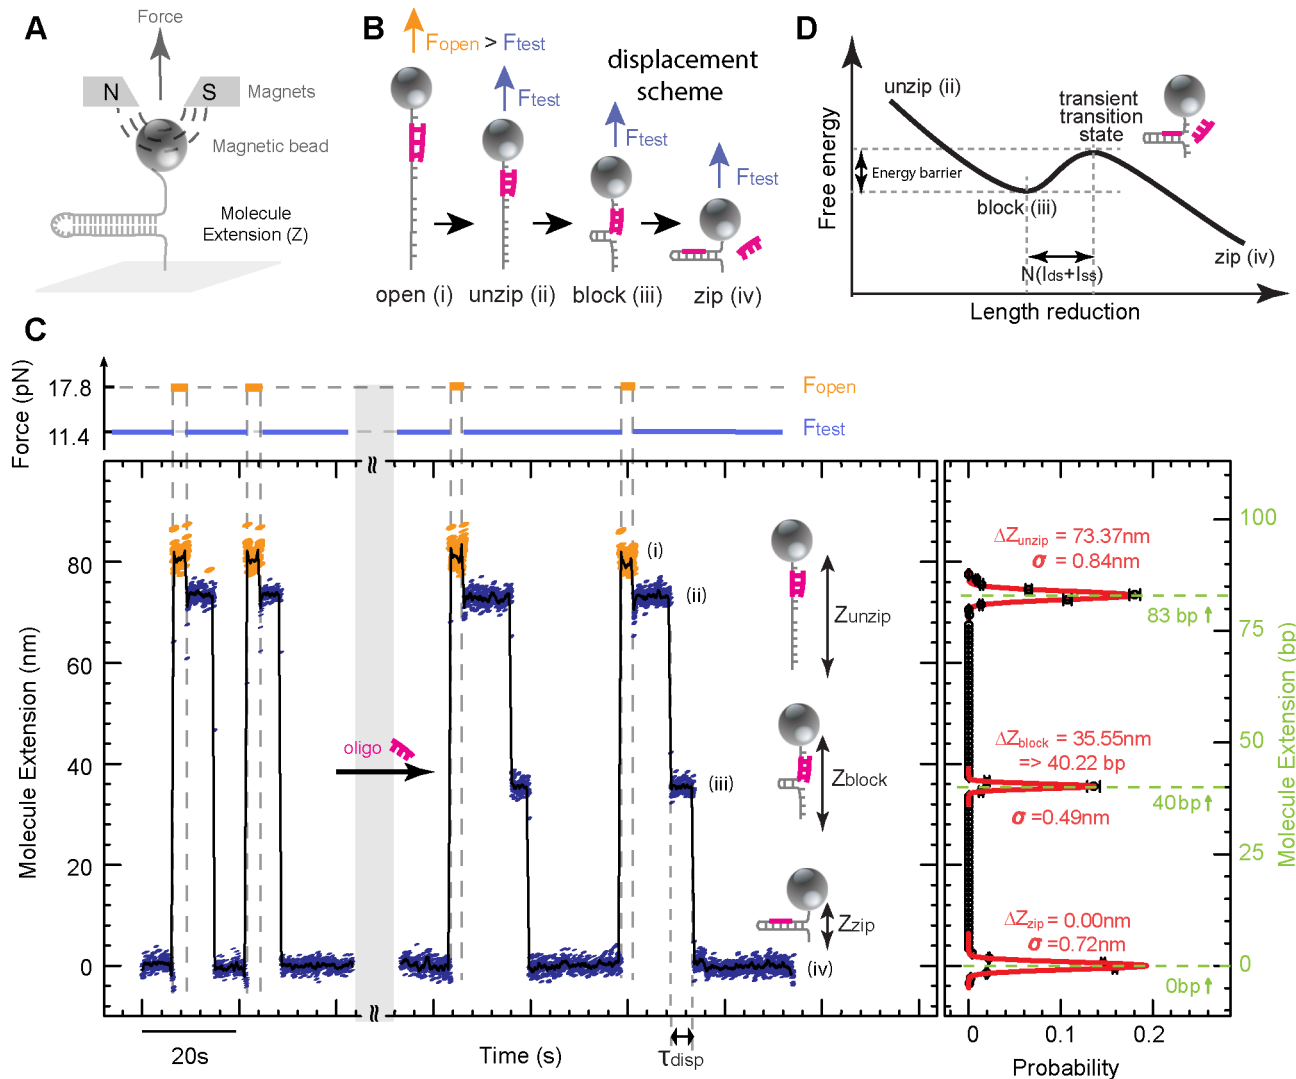 A
Force
N
S
Magnets
Magnetic bead
Molecule
Extension (Z)
B
Fopen > Ftest
Ftest
displacement
scheme
Ftest
Ftest
open (i)
unzip (ii)
block (iii)
zip (iv)
D
Free energy
unzip (ii)
transient
transition
state
Energy barrier
block (iii)
N(lds+lss)
zip (iv)
Length reduction
C
Force (pN)
17.8
11.4
Fopen
Ftest
Molecule Extension (nm)
80
60
40
20
0
oligo
(i)
(ii)
(iii)
(iv)
Zunzip
Zblock
Zzip
20s
Time (s)
τdisp
ΔZunzip = 73.37nm
σ = 0.84nm
83 bp
ΔZblock = 35.55nm
=> 40.22 bp
40bp
σ =0.49nm
ΔZzip = 0.00nm
σ =0.72nm
0bp
100
75
50
25
0
Molecule Extension (bp)
0
0.1
0.2
Probability